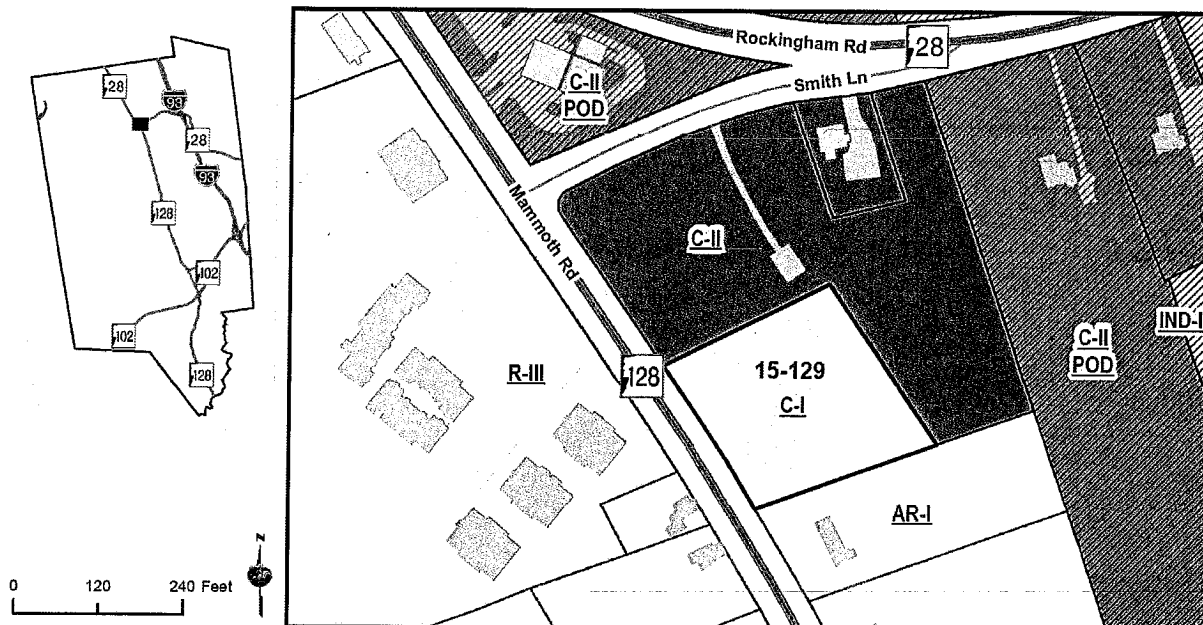 28
93
28
93
128
102
102
128
N
0 120 240 Feet
Rockingham Rd
28
Smith Ln
C-II
POD
Mammoth Rd
C-II
128
R-III
15-129
C-I
C-II
POD
IND-I
AR-I